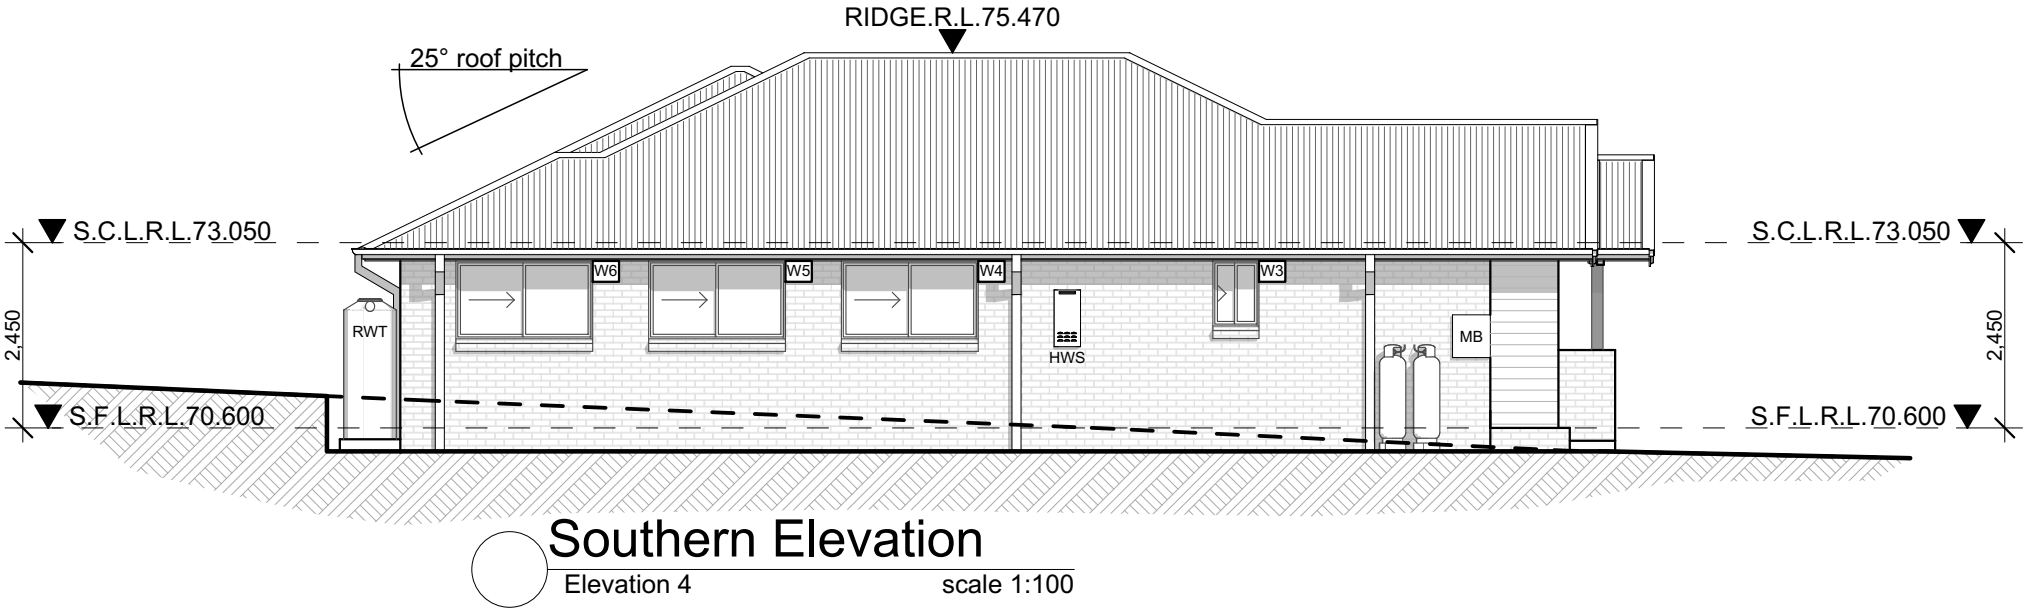 RIDGE.R.L.75.470
25° roof pitch
S.C.L.R.L.73.050
S.C.L.R.L.73.050
W6
W5
W4
W3
2,450
RWT
HWS
MB
2,450
S.F.L.R.L.70.600
S.F.L.R.L.70.600
Southern Elevation
Elevation 4
scale 1:100